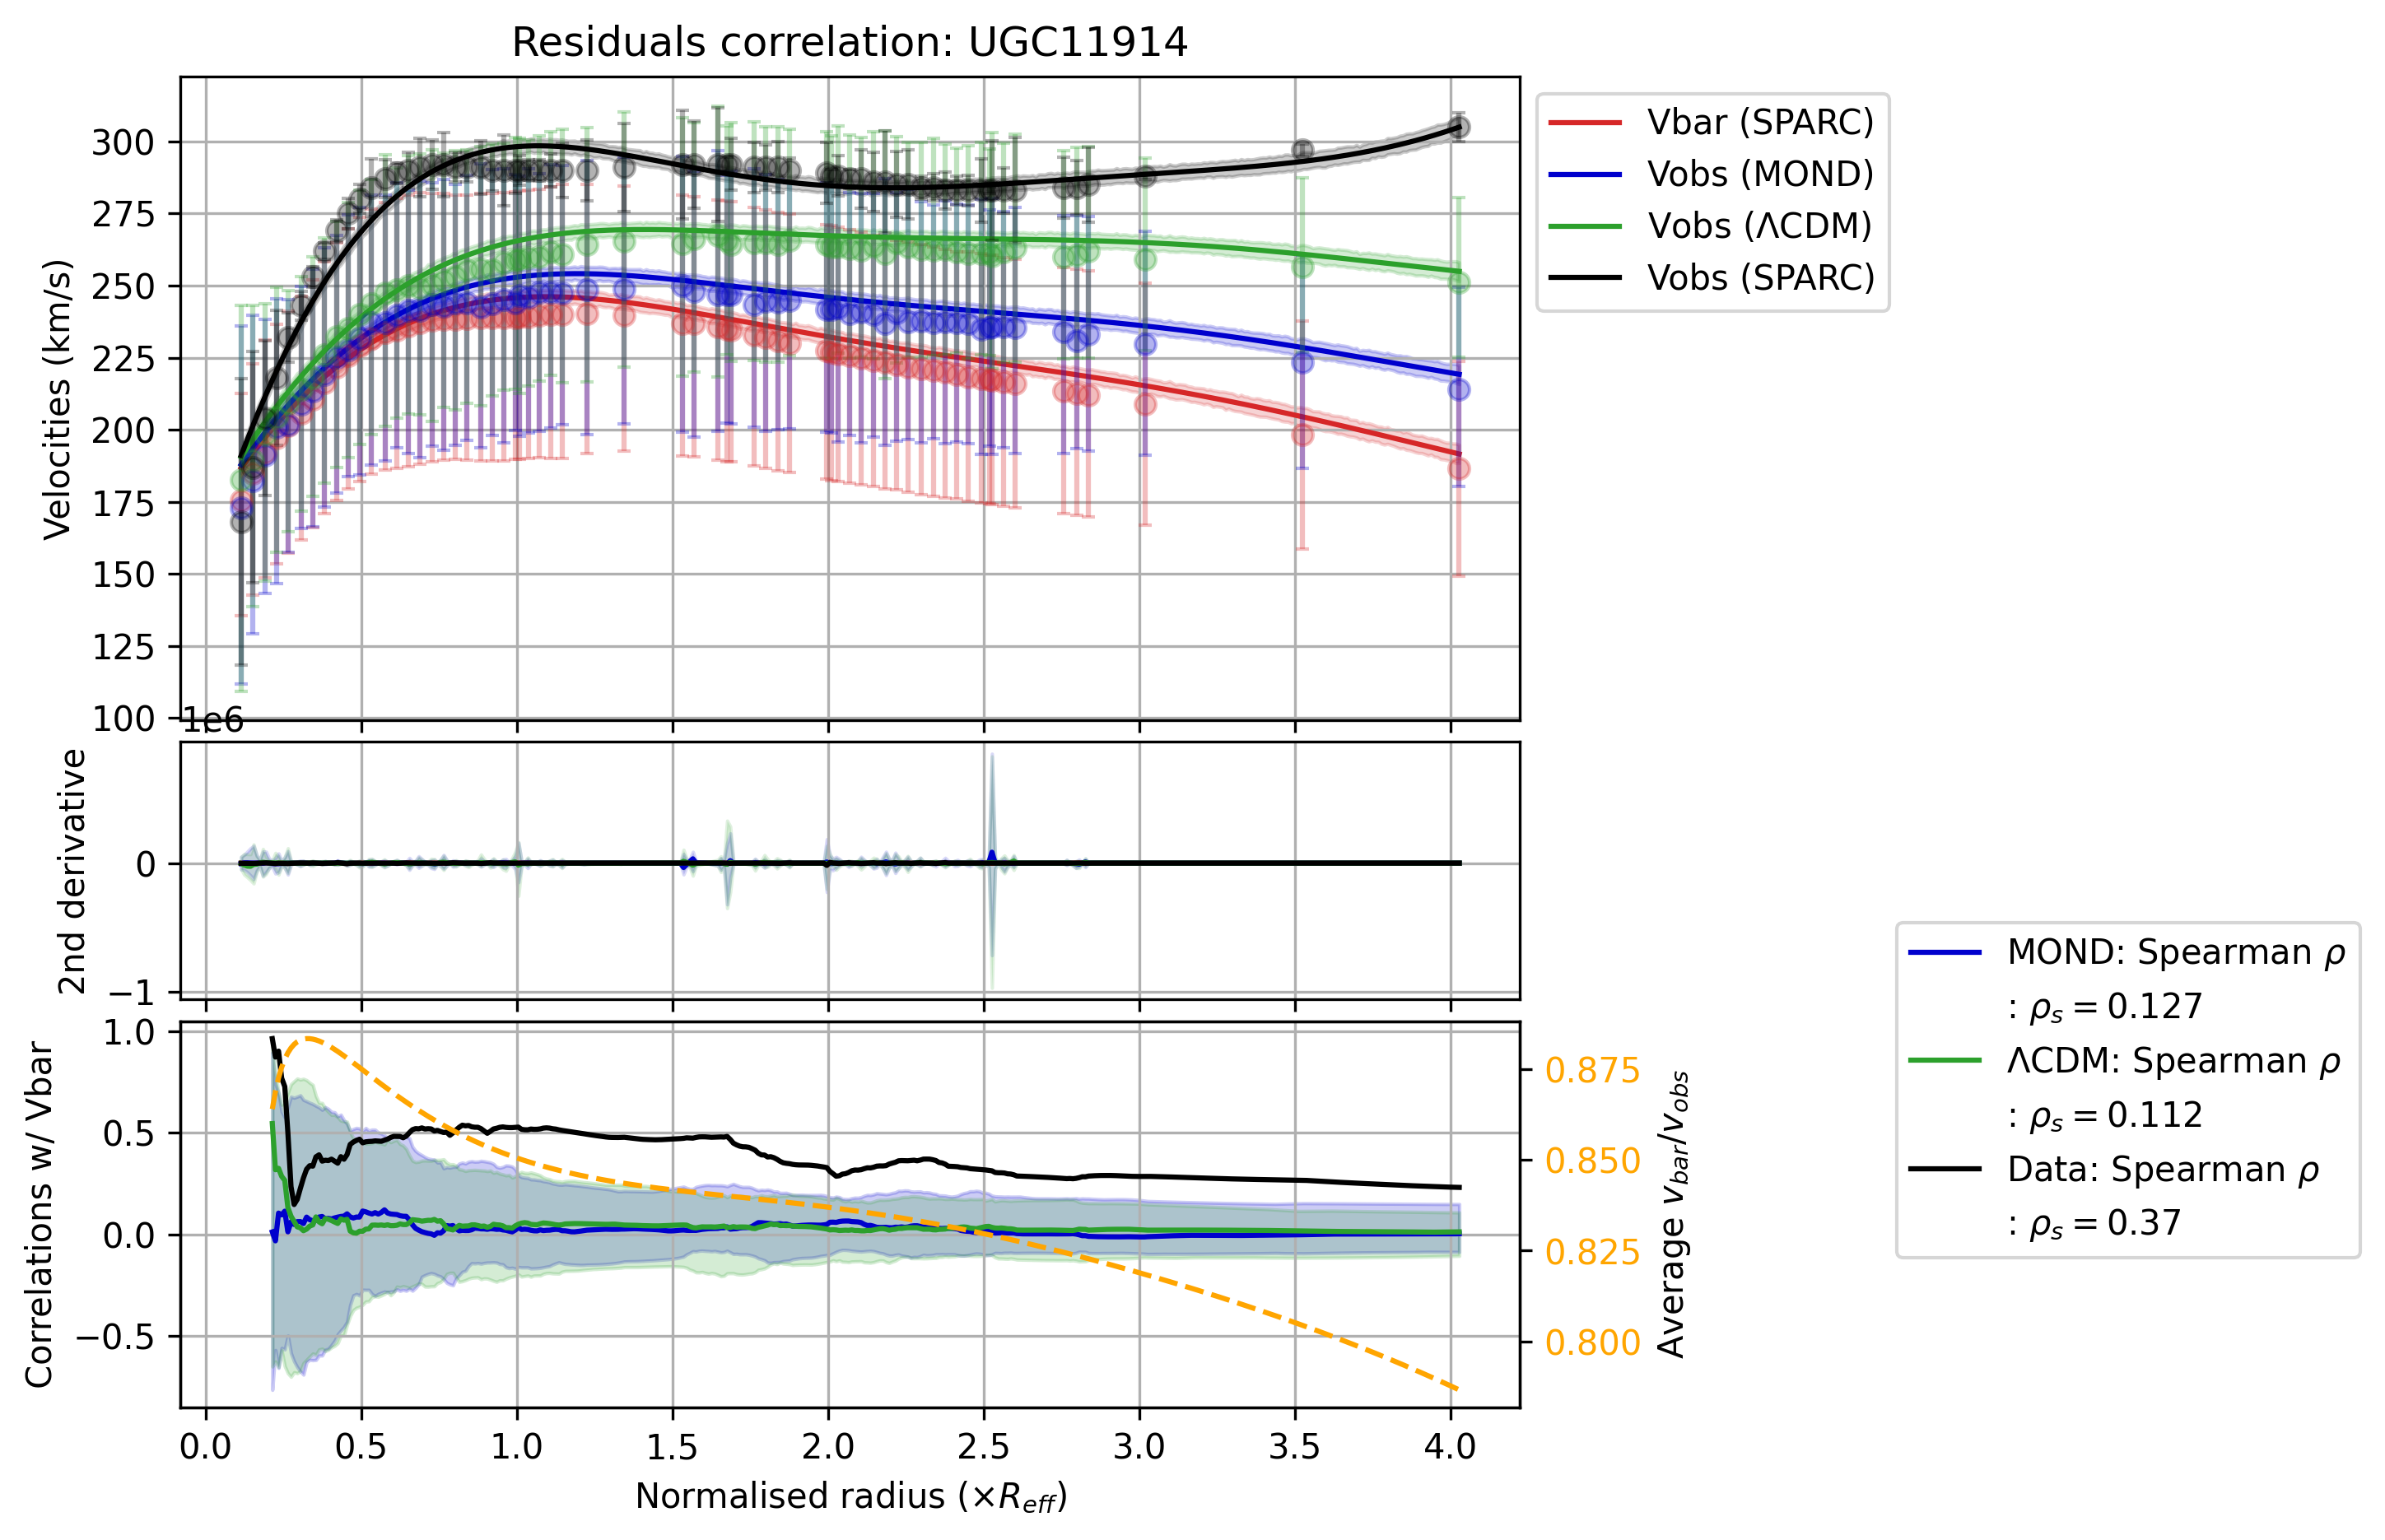 Residuals correlation: UGC11914
Velocities (km/s)
300
275
250
225
200
175
150
125
100
Vbar (SPARC)
Vobs (MOND)
Vobs (ΛCDM)
Vobs (SPARC)
1e6
2nd derivative
0
−1
Correlations w/ Vbar
1.0
0.5
0.0
−0.5
0.875
0.850
0.825
0.800
Average v_bar/v_obs
MOND: Spearman ρ
: ρ_s = 0.127
ΛCDM: Spearman ρ
: ρ_s = 0.112
Data: Spearman ρ
: ρ_s = 0.37
0.0 0.5 1.0 1.5 2.0 2.5 3.0 3.5 4.0
Normalised radius (×R_eff)